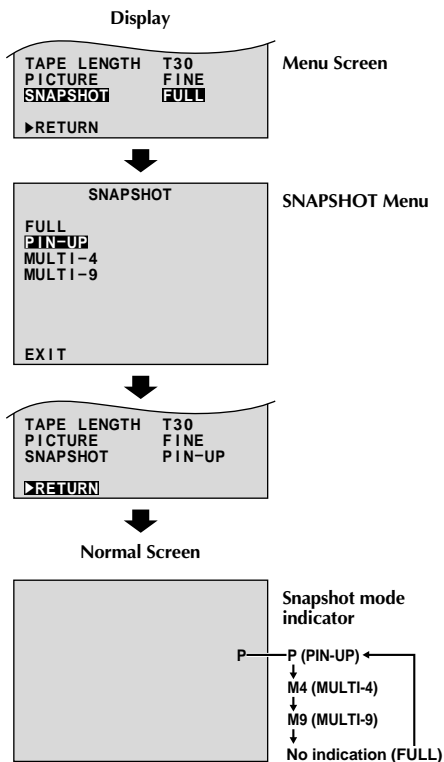 Display
TAPE LENGTH T30
PICTURE FINE
SNAPSHOT FULL
▶RETURN
Menu Screen
SNAPSHOT
FULL
PIN-UP
MULTI-4
MULTI-9
EXIT
SNAPSHOT Menu
TAPE LENGTH T30
PICTURE FINE
SNAPSHOT PIN-UP
▶RETURN
Normal Screen
P
Snapshot mode
indicator
P (PIN-UP)
M4 (MULTI-4)
M9 (MULTI-9)
No indication (FULL)